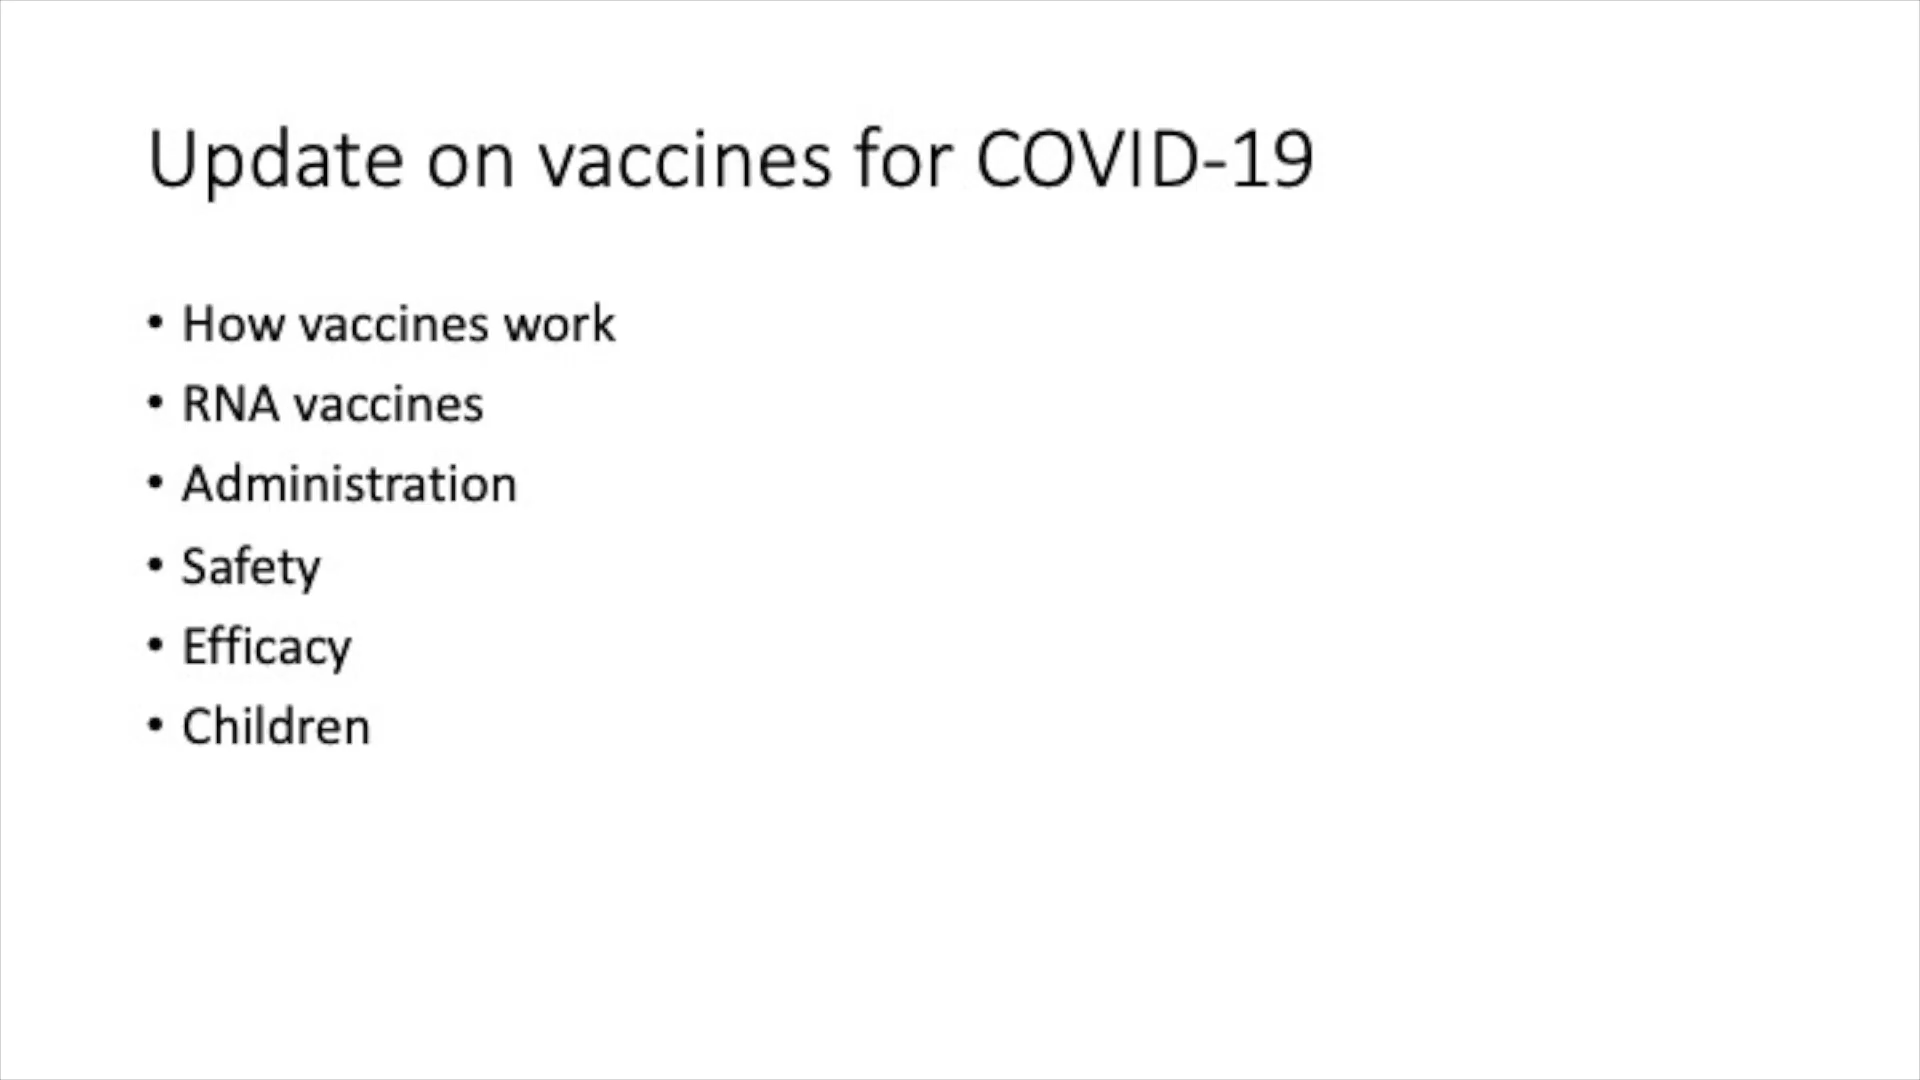 Update on vaccines for COVID-19
• How vaccines work
• RNA vaccines
• Administration
• Safety
• Efficacy
• Children